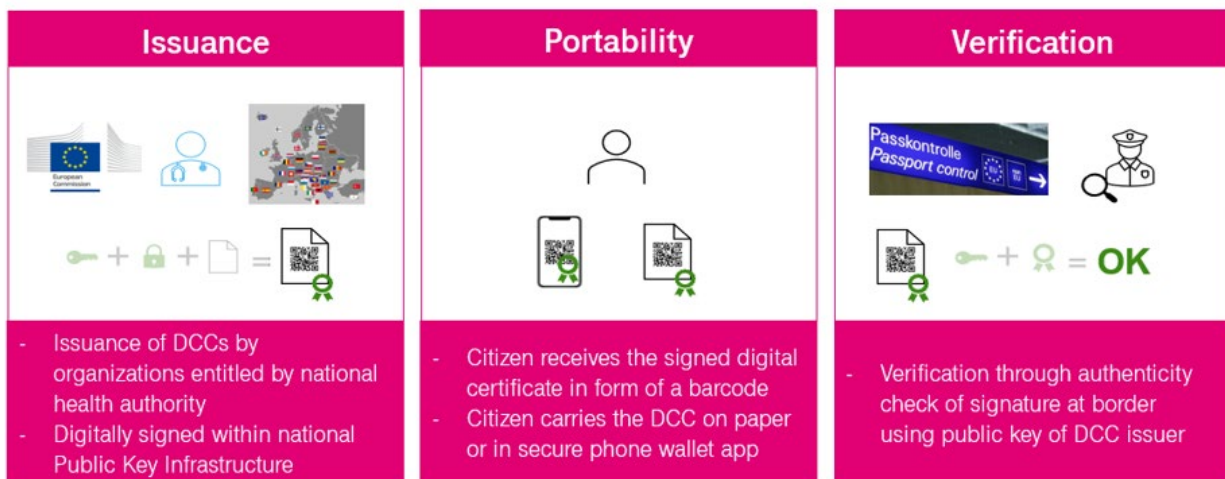 Issuance
European
Commission
- Issuance of DCCs by
organizations entitled by national
health authority
- Digitally signed within national
Public Key Infrastructure
Portability
- Citizen receives the signed digital
certificate in form of a barcode
- Citizen carries the DCC on paper
or in secure phone wallet app
Verification
Passkontrolle
Passport control
EU
+ + =
+ = OK
- Verification through authenticity
check of signature at border
using public key of DCC issuer